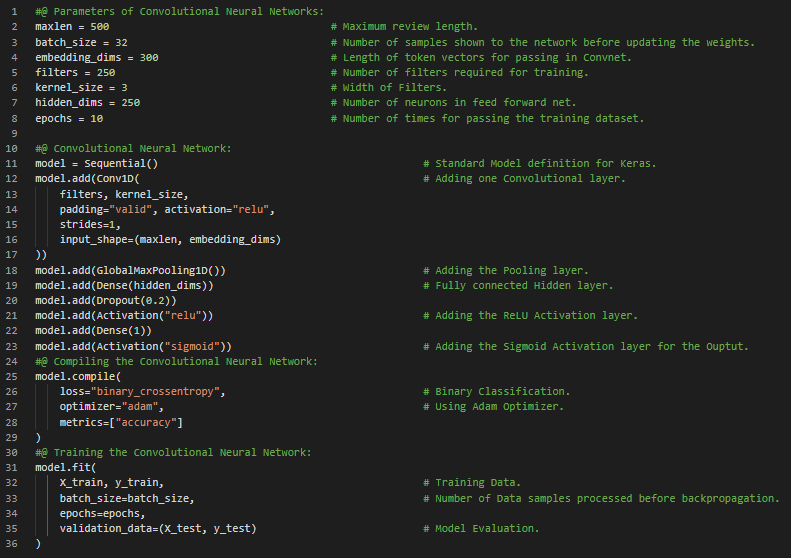 1 #@ Parameters of Convolutional Neural Networks:
2 maxlen = 500 # Maximum review length.
3 batch_size = 32 # Number of samples shown to the network before updating the weights.
4 embedding_dims = 300 # Length of token vectors for passing in Convnet.
5 filters = 250 # Number of filters required for training.
6 kernel_size = 3 # Width of Filters.
7 hidden_dims = 250 # Number of neurons in feed forward net.
8 epochs = 10 # Number of times for passing the training dataset.
9
10 #@ Convolutional Neural Network:
11 model = Sequential() # Standard Model definition for Keras.
12 model.add(Conv1D( # Adding one Convolutional layer.
13 filters, kernel_size,
14 padding="valid", activation="relu",
15 strides=1,
16 input_shape=(maxlen, embedding_dims)
17 ))
18 model.add(GlobalMaxPooling1D()) # Adding the Pooling layer.
19 model.add(Dense(hidden_dims)) # Fully connected Hidden layer.
20 model.add(Dropout(0.2))
21 model.add(Activation("relu")) # Adding the ReLU Activation layer.
22 model.add(Dense(1))
23 model.add(Activation("sigmoid")) # Adding the Sigmoid Activation layer for the Ouptut.
24 #@ Compiling the Convolutional Neural Network:
25 model.compile(
26 loss="binary_crossentropy", # Binary Classification.
27 optimizer="adam", # Using Adam Optimizer.
28 metrics=["accuracy"]
29 )
30 #@ Training the Convolutional Neural Network:
31 model.fit(
32 X_train, y_train, # Training Data.
33 batch_size=batch_size, # Number of Data samples processed before backpropagation.
34 epochs=epochs,
35 validation_data=(X_test, y_test) # Model Evaluation.
36 )